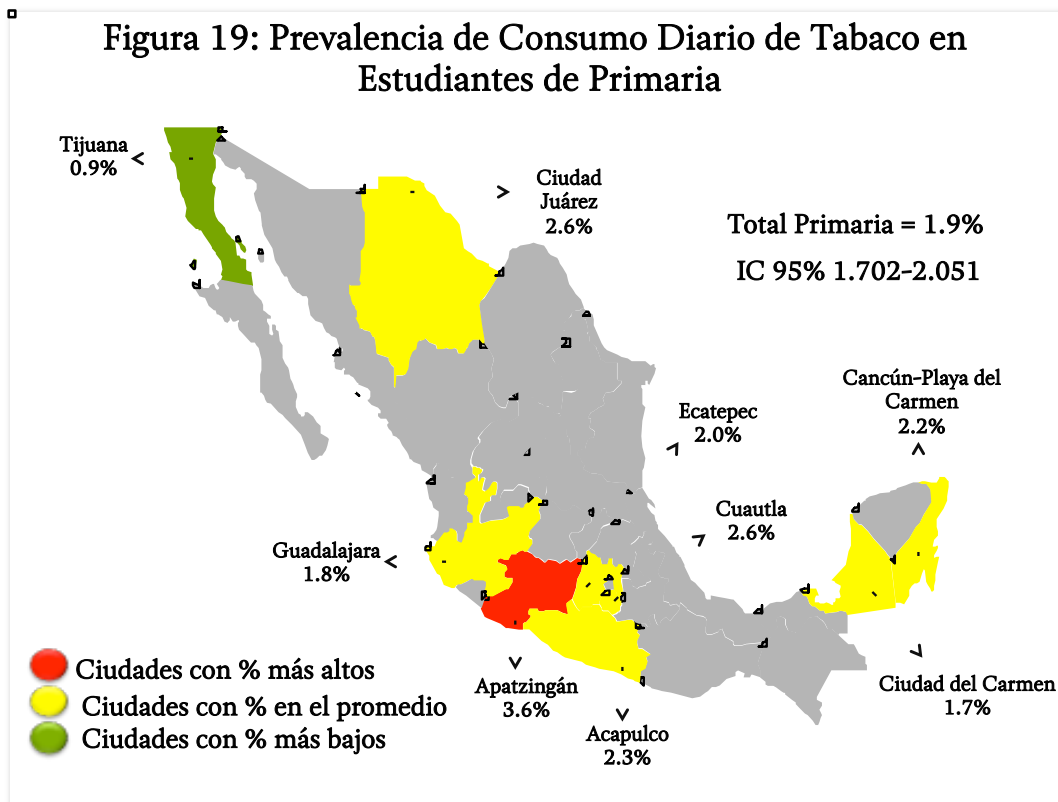 Figura 19: Prevalencia de Consumo Diario de Tabaco en
Estudiantes de Primaria
Tijuana
0.9%
Ciudad
Juárez
2.6%
Total Primaria = 1.9%
IC 95% 1.702-2.051
Cancún-Playa del
Carmen
2.2%
Ecatepec
2.0%
Cuautla
2.6%
Guadalajara
1.8%
Ciudades con % más altos
Ciudades con % en el promedio
Ciudades con % más bajos
Apatzingán
3.6%
Acapulco
2.3%
Ciudad del Carmen
1.7%